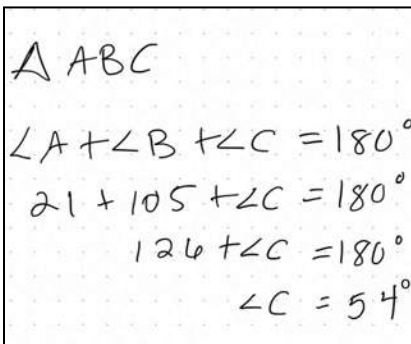 △ ABC
∠A + ∠B + ∠C = 180°
21 + 105 + ∠C = 180°
126 + ∠C = 180°
∠C = 54°